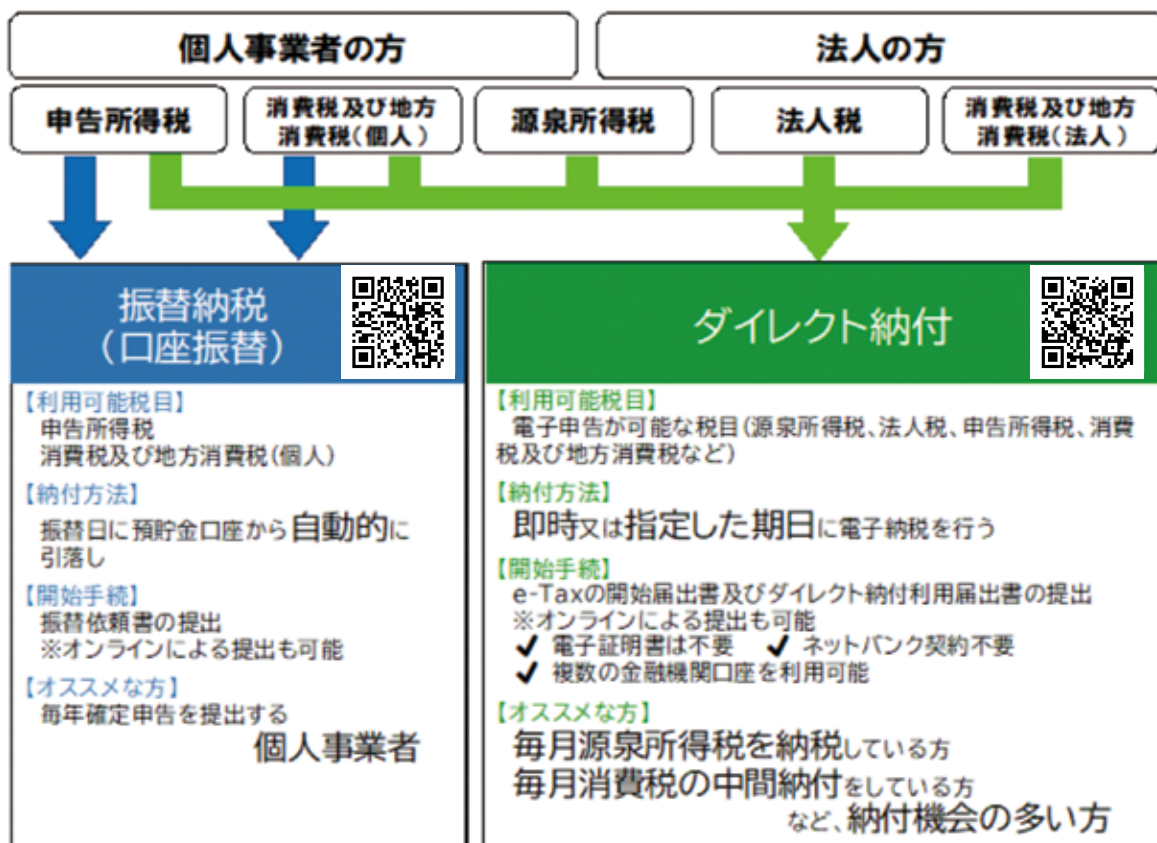 個人事業者の方
法人の方
申告所得税
消費税及び地方
消費税(個人)
源泉所得税
法人税
消費税及び地方
消費税(法人)
振替納税
(口座振替)
【利用可能税目】
申告所得税
消費税及び地方消費税(個人)
【納付方法】
振替日に預貯金口座から自動的に
引落し
【開始手続】
振替依頼書の提出
※オンラインによる提出も可能
【オススメな方】
毎年確定申告を提出する
個人事業者
ダイレクト納付
【利用可能税目】
電子申告が可能な税目(源泉所得税、法人税、申告所得税、消費
税及び地方消費税など)
【納付方法】
即時又は指定した期日に電子納税を行う
【開始手続】
e-Taxの開始届出書及びダイレクト納付利用届出書の提出
※オンラインによる提出も可能
✓ 電子証明書は不要 ✓ ネットバンク契約不要
✓ 複数の金融機関口座を利用可能
【オススメな方】
毎月源泉所得税を納税している方
毎月消費税の中間納付をしている方
など、納付機会の多い方